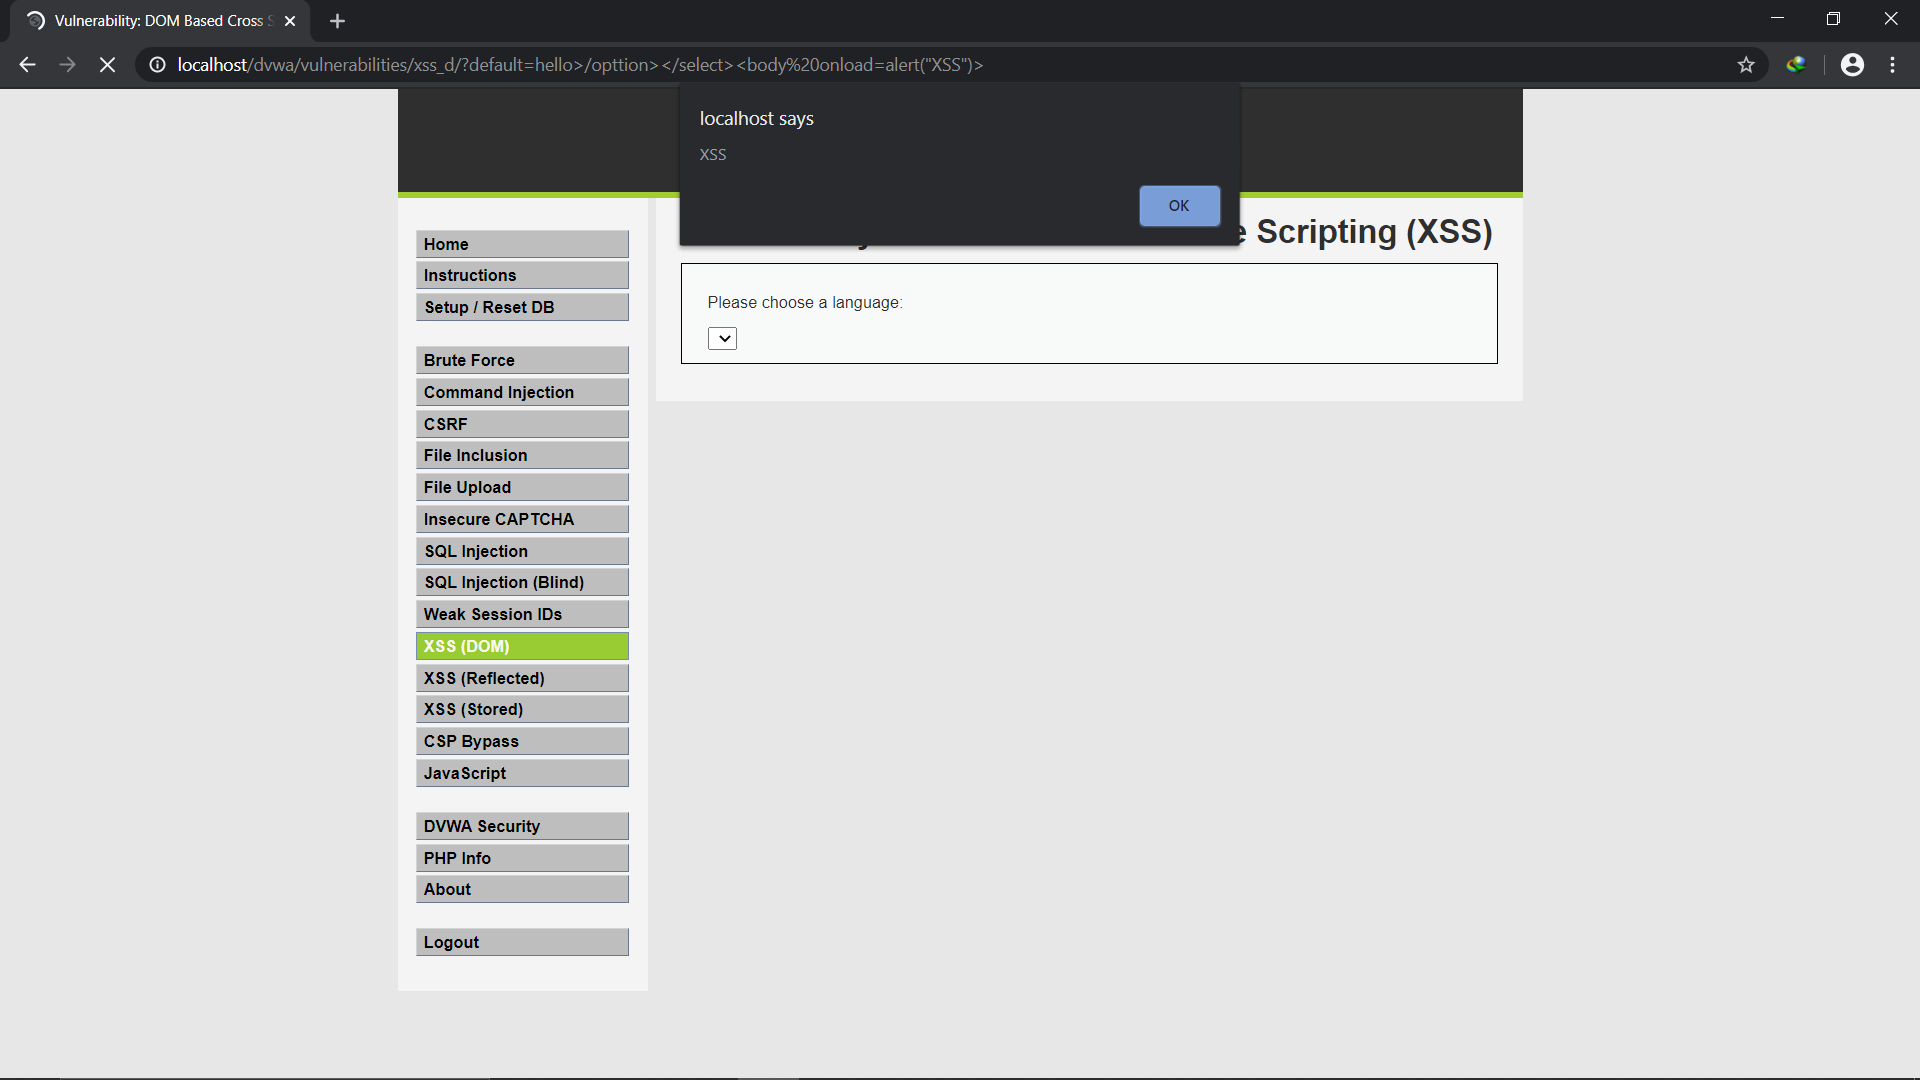 Vulnerability: DOM Based Cross S
localhost/dvwa/vulnerabilities/xss_d/?default=hello>/opttion></select><body%20onload=alert("XSS")>
localhost says
XSS
OK
Scripting (XSS)
Home
Instructions
Setup / Reset DB
Brute Force
Command Injection
CSRF
File Inclusion
File Upload
Insecure CAPTCHA
SQL Injection
SQL Injection (Blind)
Weak Session IDs
XSS (DOM)
XSS (Reflected)
XSS (Stored)
CSP Bypass
JavaScript
DVWA Security
PHP Info
About
Logout
Please choose a language: